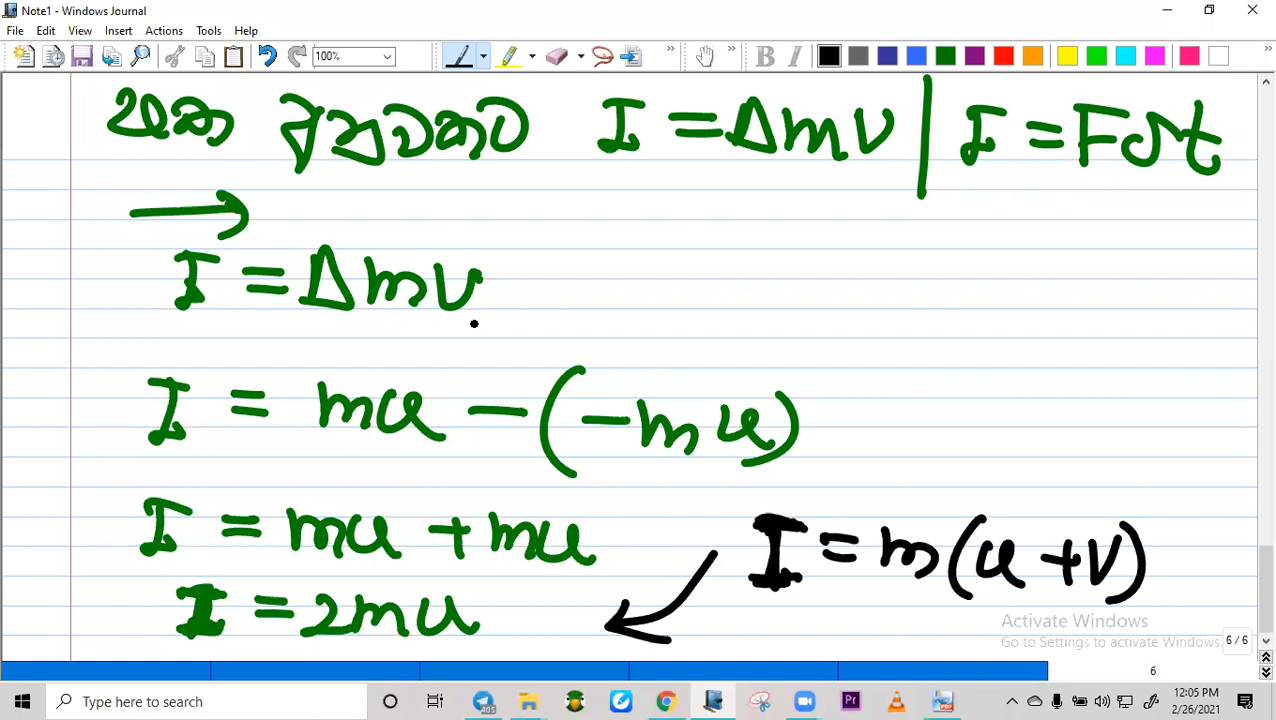 Note1 - Windows Journal
File Edit View Insert Actions Tools Help
100% B I
I = Δmv | I = Fδt
I = Δmv
I = mu - (-mu)
I = mu + mu
I = m(u + v)
I = 2mu
Activate Windows
Go to Settings to activate Windows.
6 / 6
6
Type here to search
405
Pr
12:05 PM
2/26/2021